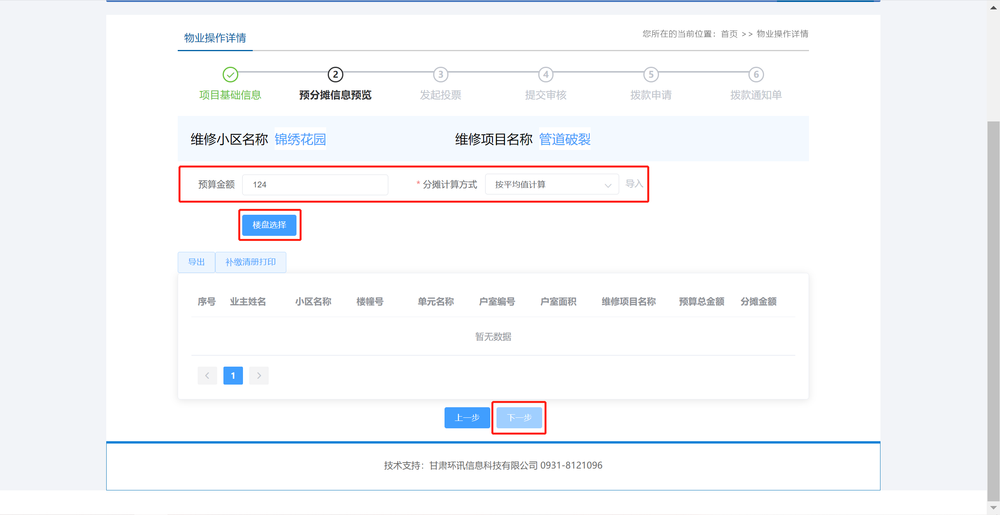 物业操作详情
您所在的当前位置：首页 >> 物业操作详情
2 3 4 5 6
项目基础信息 预分摊信息预览 发起投票 提交审核 拨款申请 拨款通知单
维修小区名称 锦绣花园 维修项目名称 管道破裂
预算金额 124 * 分摊计算方式 按平均值计算 导入
楼盘选择
导出 补缴清册打印
序号 业主姓名 小区名称 楼幢号 单元名称 户室编号 户室面积 维修项目名称 预算总金额 分摊金额
暂无数据
1
上一步 下一步
技术支持：甘肃环讯信息科技有限公司 0931-8121096